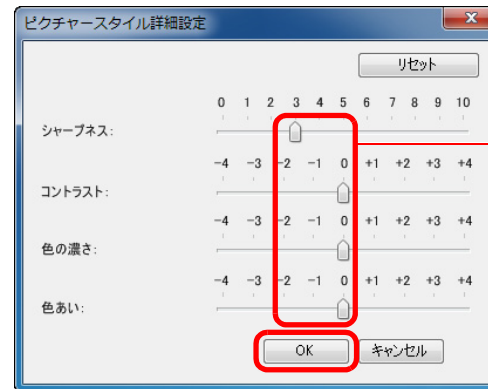 ピクチャースタイル詳細設定
リセット
0 1 2 3 4 5 6 7 8 9 10
シャープネス:
-4 -3 -2 -1 0 +1 +2 +3 +4
コントラスト:
-4 -3 -2 -1 0 +1 +2 +3 +4
色の濃さ:
-4 -3 -2 -1 0 +1 +2 +3 +4
色あい:
OK キャンセル